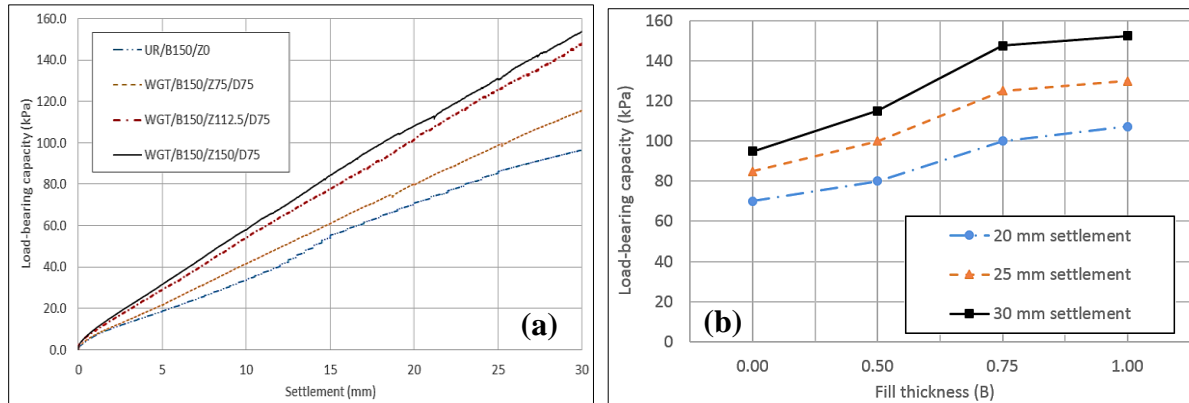 160.0
140.0
120.0
100.0
80.0
60.0
40.0
20.0
0.0
Load-bearing capacity (kPa)
UR/B150/Z0
WGT/B150/Z75/D75
WGT/B150/Z112.5/D75
WGT/B150/Z150/D75
(a)
0 5 10 15 20 25 30
Settlement (mm)
160
140
120
100
80
60
40
20
0
Load-bearing capacity (kPa)
20 mm settlement
25 mm settlement
30 mm settlement
(b)
0.00 0.50 0.75 1.00
Fill thickness (B)